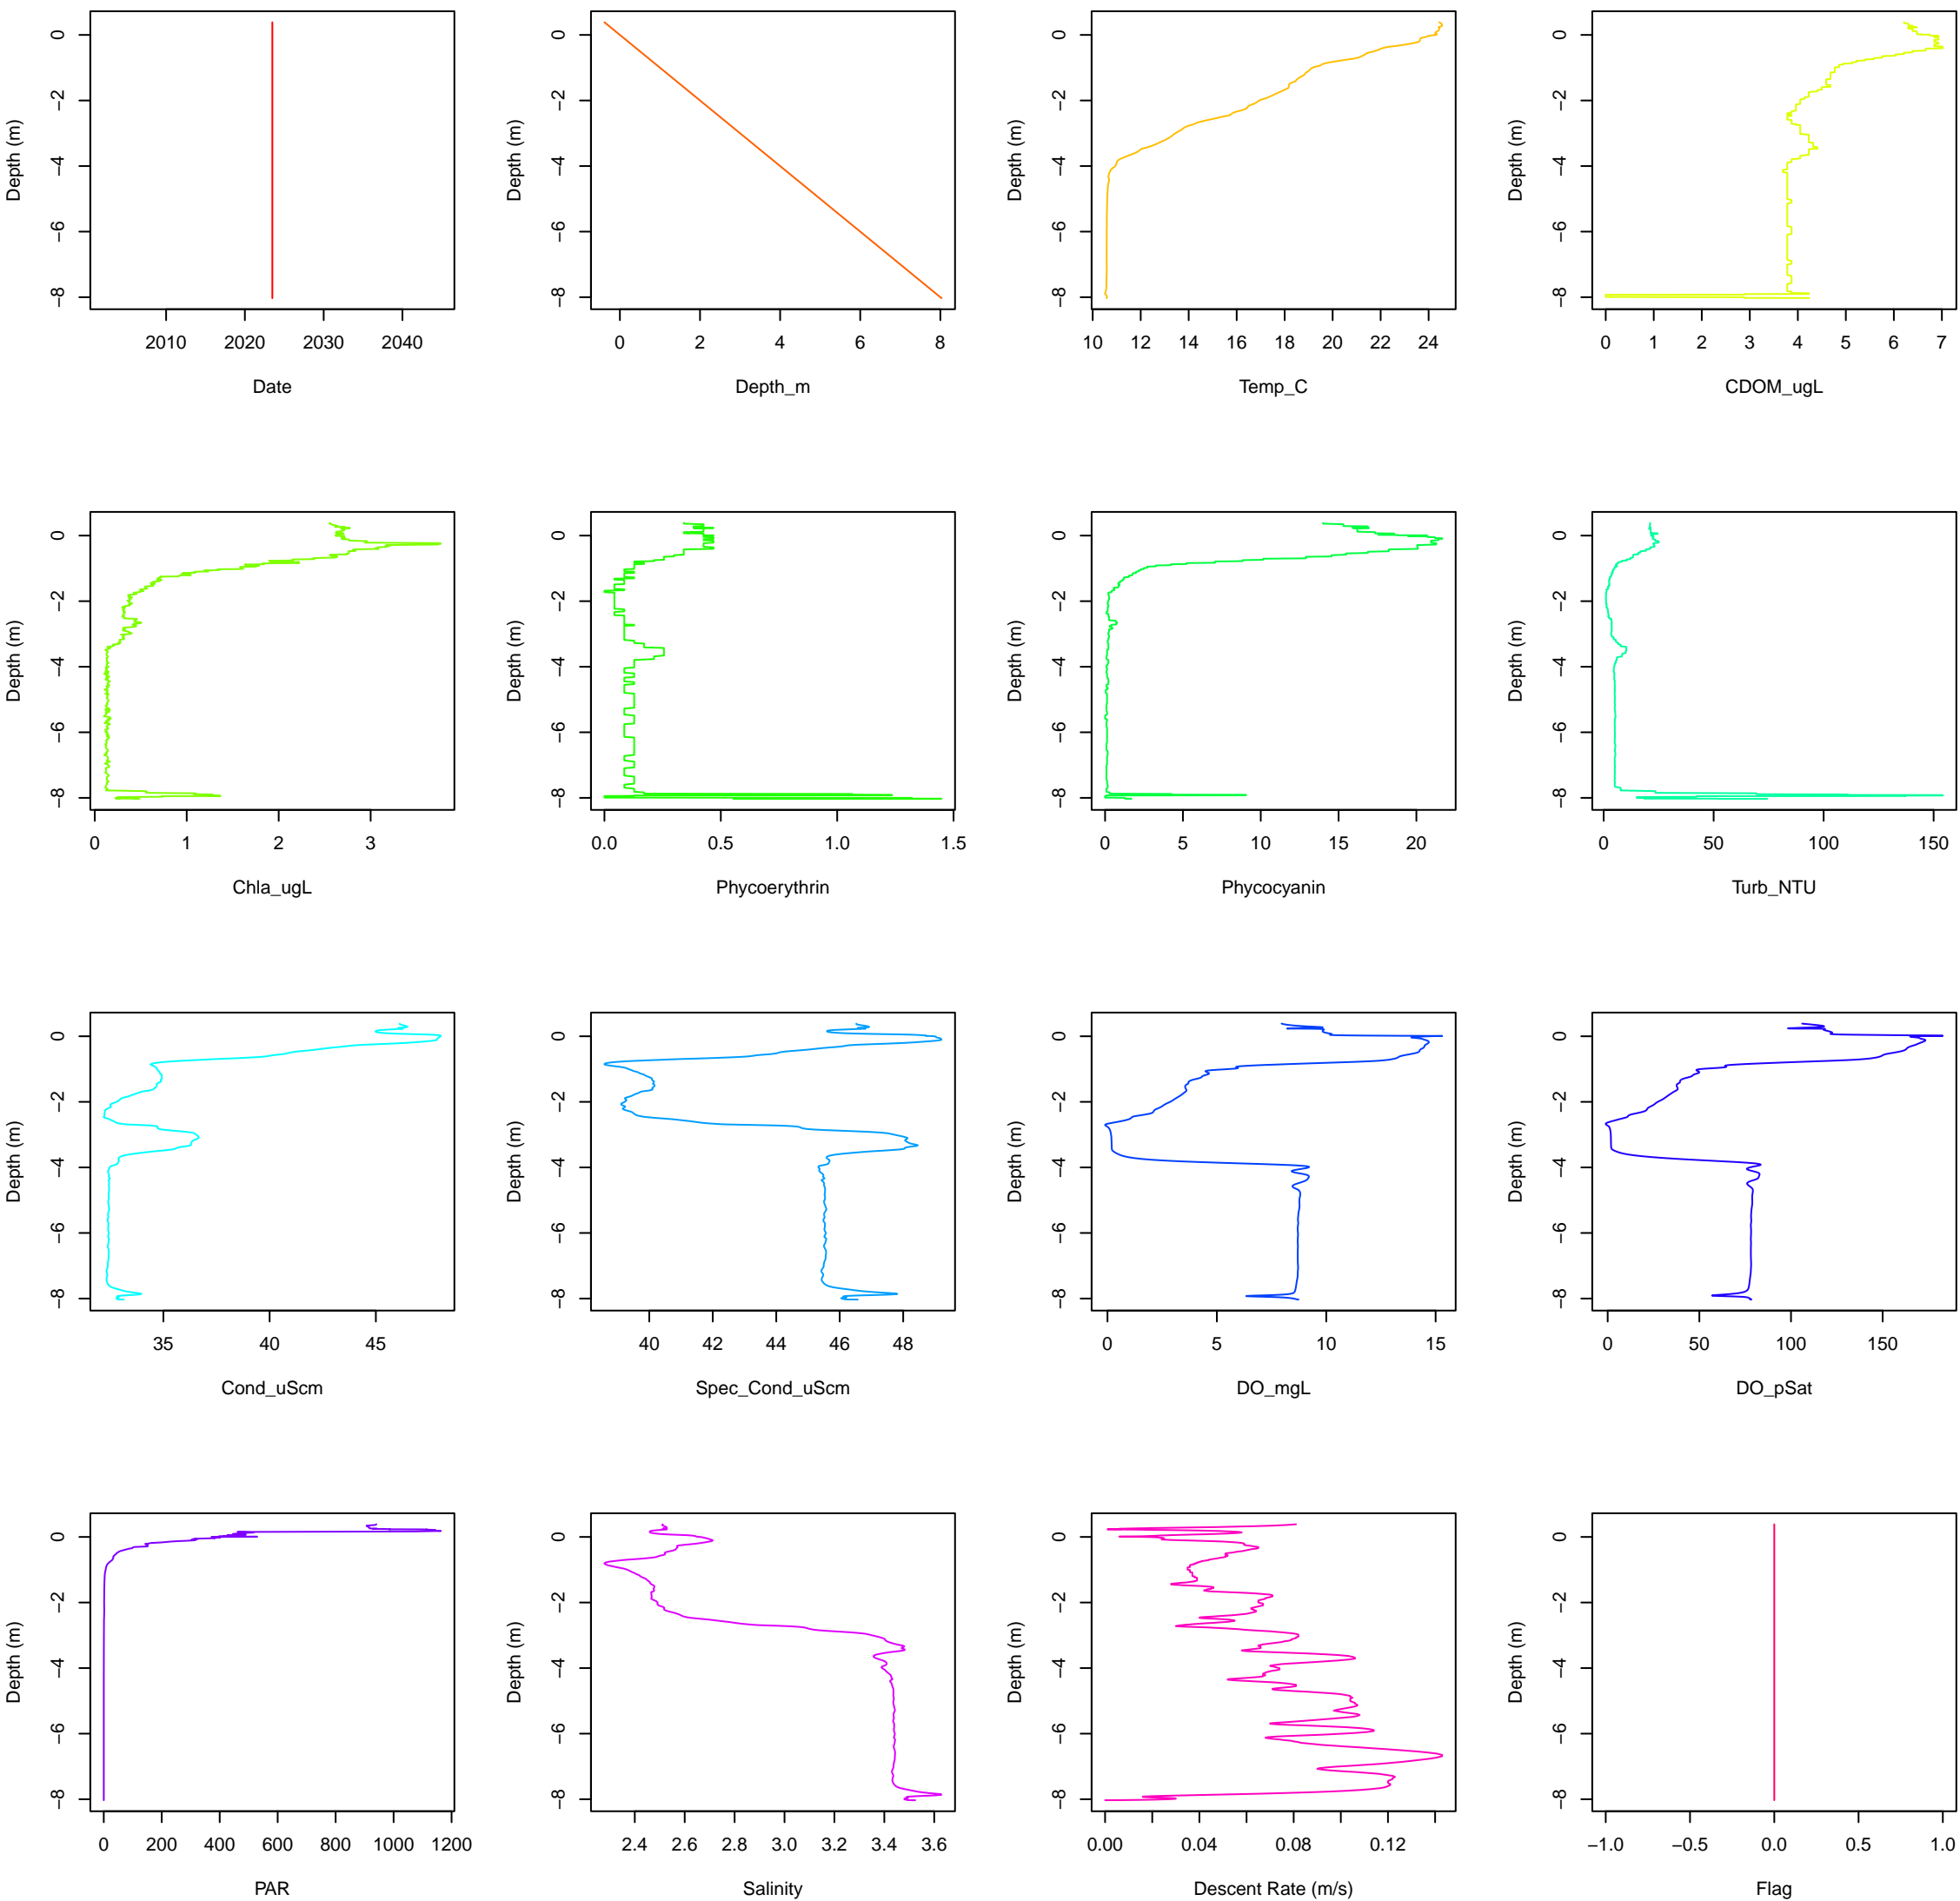 Depth (m)
−8 −6 −4 −2 0
2010 2020 2030 2040
Date
Depth (m)
−8 −6 −4 −2 0
0 2 4 6 8
Depth_m
Depth (m)
−8 −6 −4 −2 0
10 12 14 16 18 20 22 24
Temp_C
Depth (m)
−8 −6 −4 −2 0
0 1 2 3 4 5 6 7
CDOM_ugL
Depth (m)
−8 −6 −4 −2 0
0 1 2 3
Chla_ugL
Depth (m)
−8 −6 −4 −2 0
0.0 0.5 1.0 1.5
Phycoerythrin
Depth (m)
−8 −6 −4 −2 0
0 5 10 15 20
Phycocyanin
Depth (m)
−8 −6 −4 −2 0
0 50 100 150
Turb_NTU
Depth (m)
−8 −6 −4 −2 0
35 40 45
Cond_uScm
Depth (m)
−8 −6 −4 −2 0
40 42 44 46 48
Spec_Cond_uScm
Depth (m)
−8 −6 −4 −2 0
0 5 10 15
DO_mgL
Depth (m)
−8 −6 −4 −2 0
0 50 100 150
DO_pSat
Depth (m)
−8 −6 −4 −2 0
0 200 400 600 800 1000 1200
PAR
Depth (m)
−8 −6 −4 −2 0
2.4 2.6 2.8 3.0 3.2 3.4 3.6
Salinity
Depth (m)
−8 −6 −4 −2 0
0.00 0.04 0.08 0.12
Descent Rate (m/s)
Depth (m)
−8 −6 −4 −2 0
−1.0 −0.5 0.0 0.5 1.0
Flag